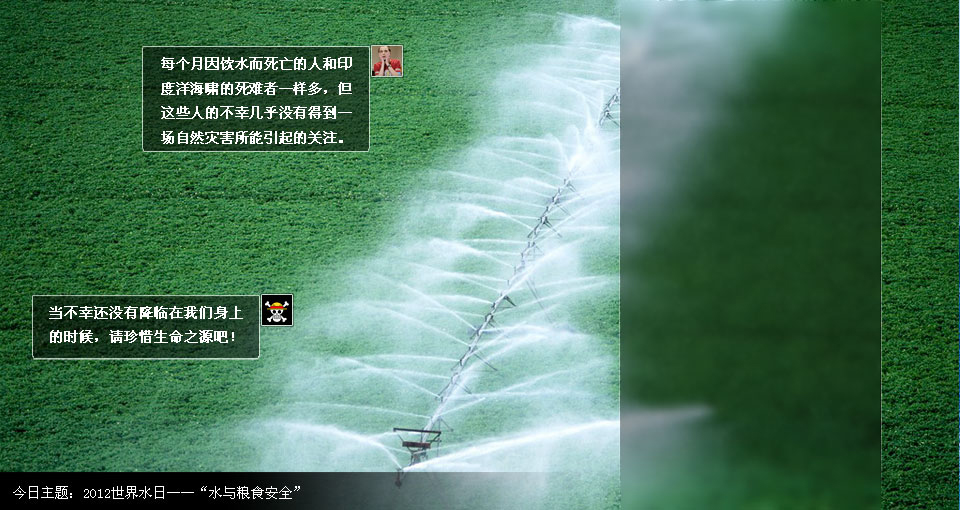 每个月因饮水而死亡的人和印
度洋海啸的死难者一样多，但
这些人的不幸几乎没有得到一
场自然灾害所能引起的关注。
当不幸还没有降临在我们身上
的时候，请珍惜生命之源吧！
今日主题：2012世界水日——“水与粮食安全”